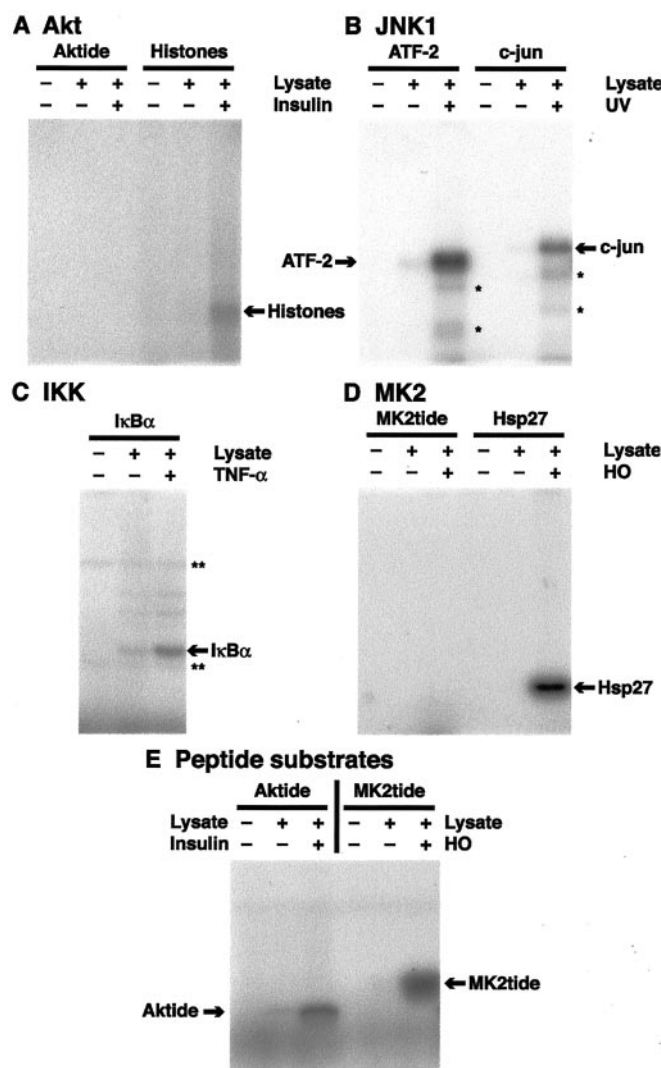 A Akt
Aktide Histones
– + + – + + Lysate
– – + – – + Insulin
←Histones
B JNK1
ATF-2 c-jun
– + + – + + Lysate
– – + – – + UV
←c-jun
ATF-2→
*
*
*
*
C IKK
IκBα
– + + Lysate
– – + TNF-α
**
←IκBα
**
D MK2
MK2tide Hsp27
– + + – + + Lysate
– – + – – + HO
←Hsp27
E Peptide substrates
Aktide MK2tide
Lysate – + + – + + Lysate
Insulin – – + – – + HO
←MK2tide
Aktide→